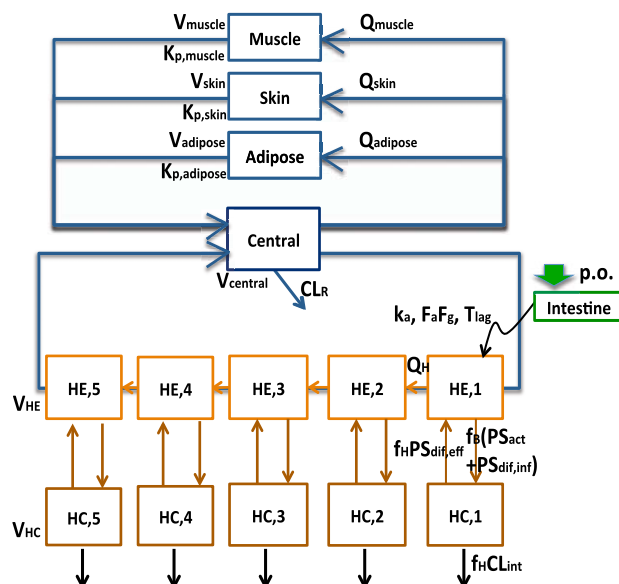 Vmuscle
Muscle
Qmuscle
Kp,muscle
Vskin
Skin
Qskin
Kp,skin
Vadipose
Adipose
Qadipose
Kp,adipose
Central
Vcentral
CLR
p.o.
Intestine
ka, FaFg, Tlag
QH
HE,5
HE,4
HE,3
HE,2
HE,1
VHE
fHPSdif,eff
fB(PSact
+PSdif,inf)
HC,5
HC,4
HC,3
HC,2
HC,1
VHC
fHCLint